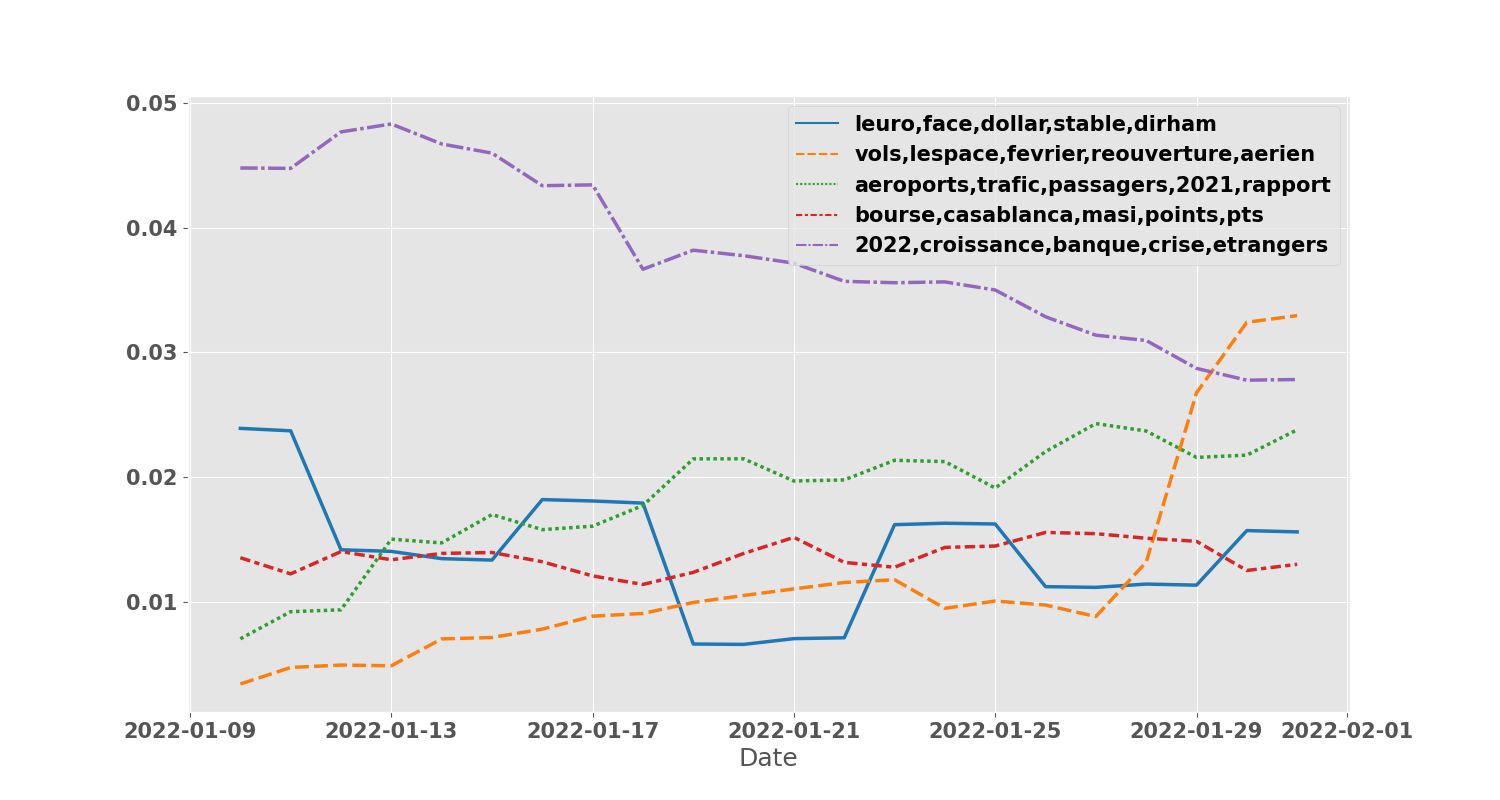 0.05
0.04
0.03
0.02
0.01
leuro,face,dollar,stable,dirham
vols,lespace,fevrier,reouverture,aerien
aeroports,trafic,passagers,2021,rapport
bourse,casablanca,masi,points,pts
2022,croissance,banque,crise,etrangers
2022-01-09 2022-01-13 2022-01-17 2022-01-21 2022-01-25 2022-01-29 2022-02-01
Date